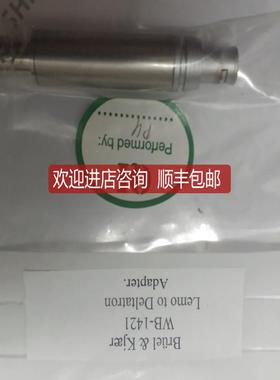 Performed by:
PY
欢迎进店咨询 顺丰包邮
Brüel & Kjær
WB-1421
Lemo to Deltatron
Adapter.